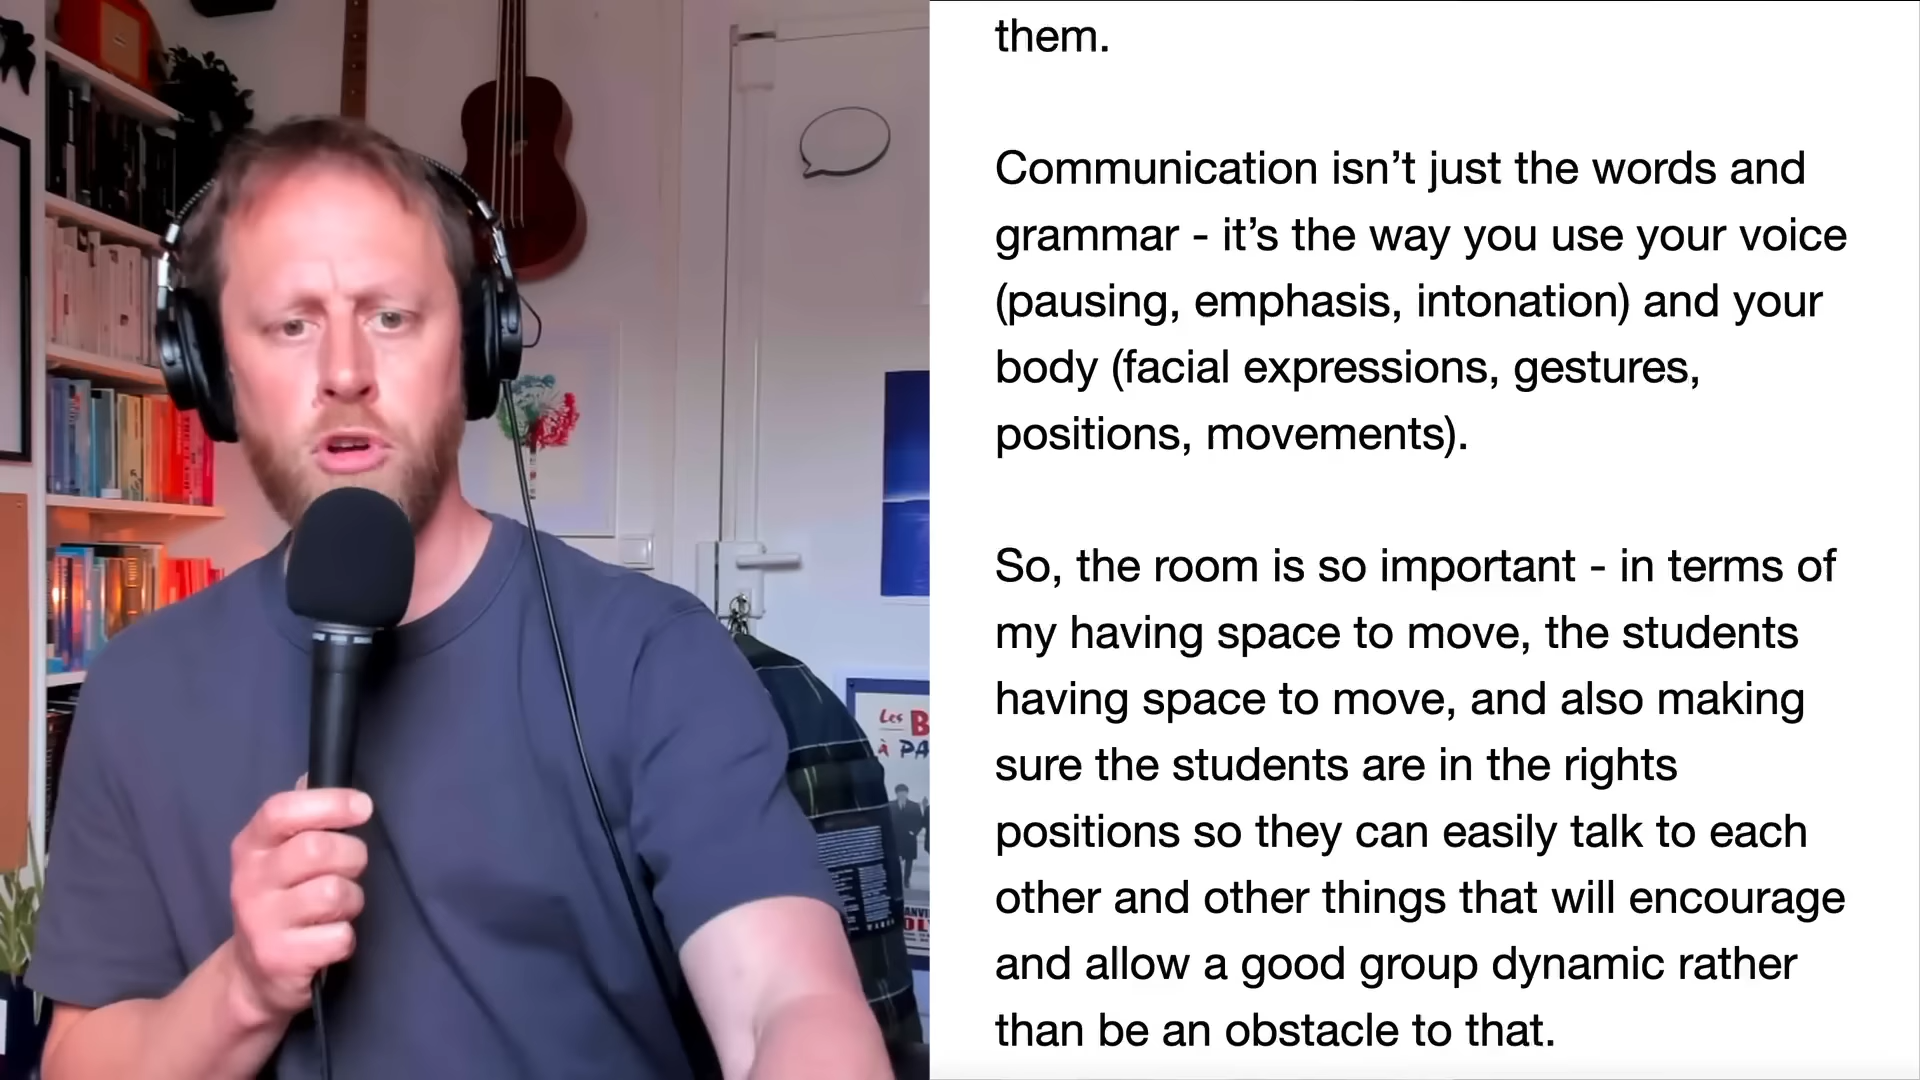 them.
Communication isn’t just the words and
grammar - it’s the way you use your voice
(pausing, emphasis, intonation) and your
body (facial expressions, gestures,
positions, movements).
So, the room is so important - in terms of
my having space to move, the students
having space to move, and also making
sure the students are in the rights
positions so they can easily talk to each
other and other things that will encourage
and allow a good group dynamic rather
than be an obstacle to that.
Les B
à PA